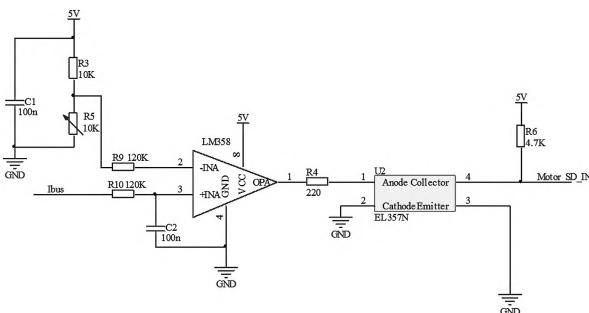 5V
R3
10K
C1
100n
R5
10K
GND
5V
LM358
R9 120K
2
-INA
8
VCC
GND
OPA
1
R4
220
Ibus
R10 120K
3
+INA
4
C2
100n
GND
1
U2
Anode Collector
4
2
Cathode Emitter
3
EL357N
GND
5V
R6
4.7K
Motor_SD_IN
GND